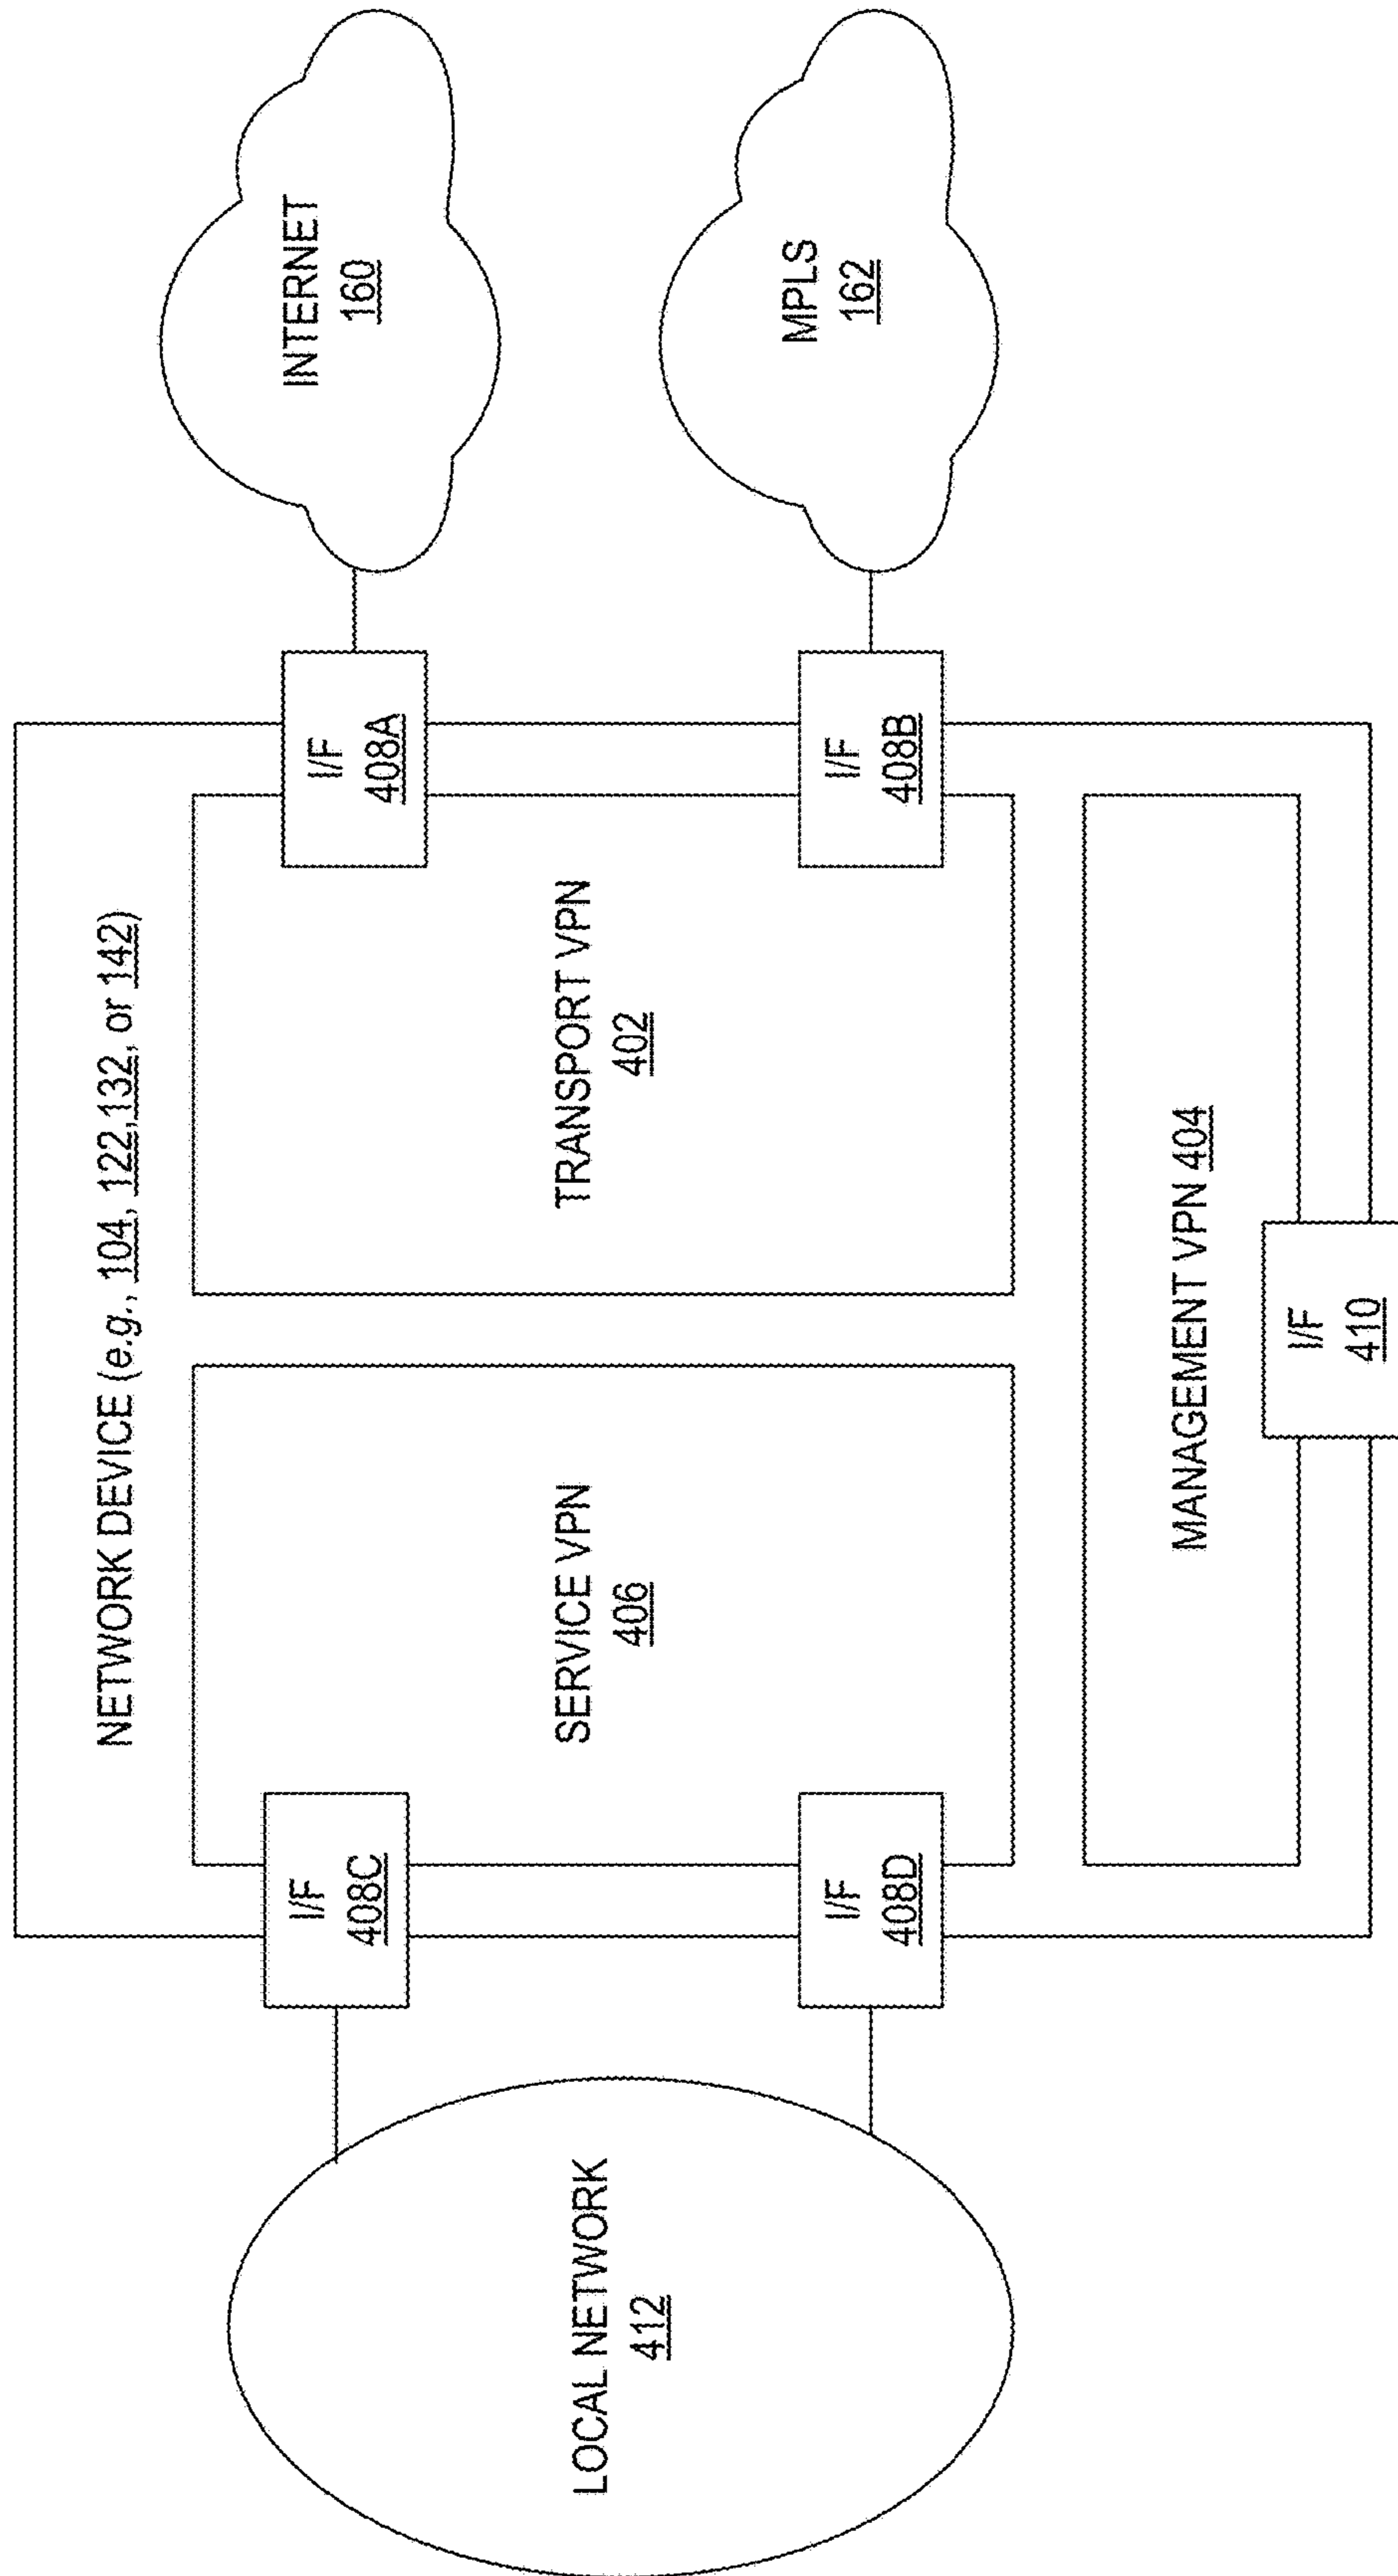 NETWORK DEVICE (e.g., 104, 122,132, or 142)
LOCAL NETWORK
412
I/F
408C
I/F
408D
SERVICE VPN
406
TRANSPORT VPN
402
I/F
408A
I/F
408B
INTERNET
160
MPLS
162
MANAGEMENT VPN 404
I/F
410